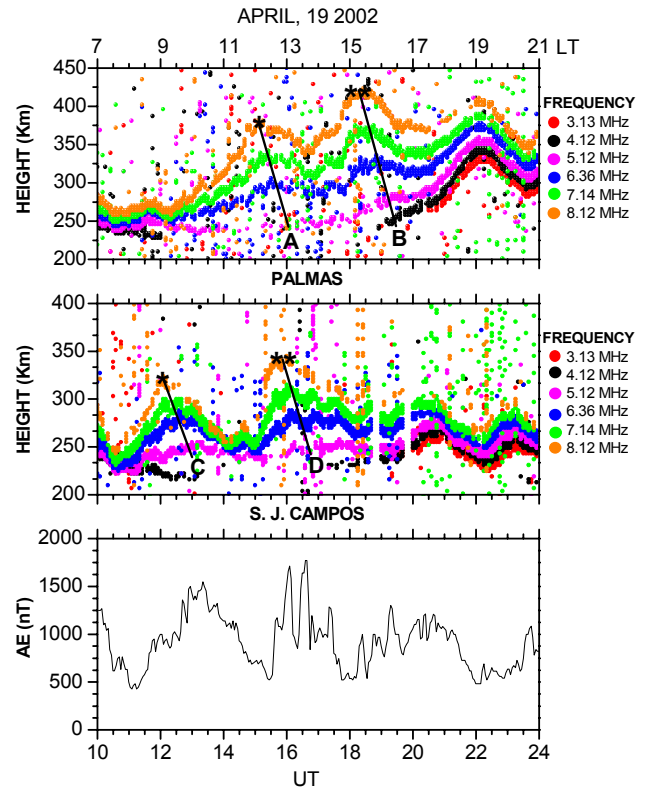 APRIL, 19 2002
7 9 11 13 15 17 19 21 LT
450
400
350
300
250
200
HEIGHT (Km)
* ** A B
FREQUENCY
3.13 MHz
4.12 MHz
5.12 MHz
6.36 MHz
7.14 MHz
8.12 MHz
PALMAS
400
350
300
250
200
HEIGHT (Km)
* ** C D
FREQUENCY
3.13 MHz
4.12 MHz
5.12 MHz
6.36 MHz
7.14 MHz
8.12 MHz
S. J. CAMPOS
2000
1500
1000
500
0
AE (nT)
10 12 14 16 18 20 22 24
UT